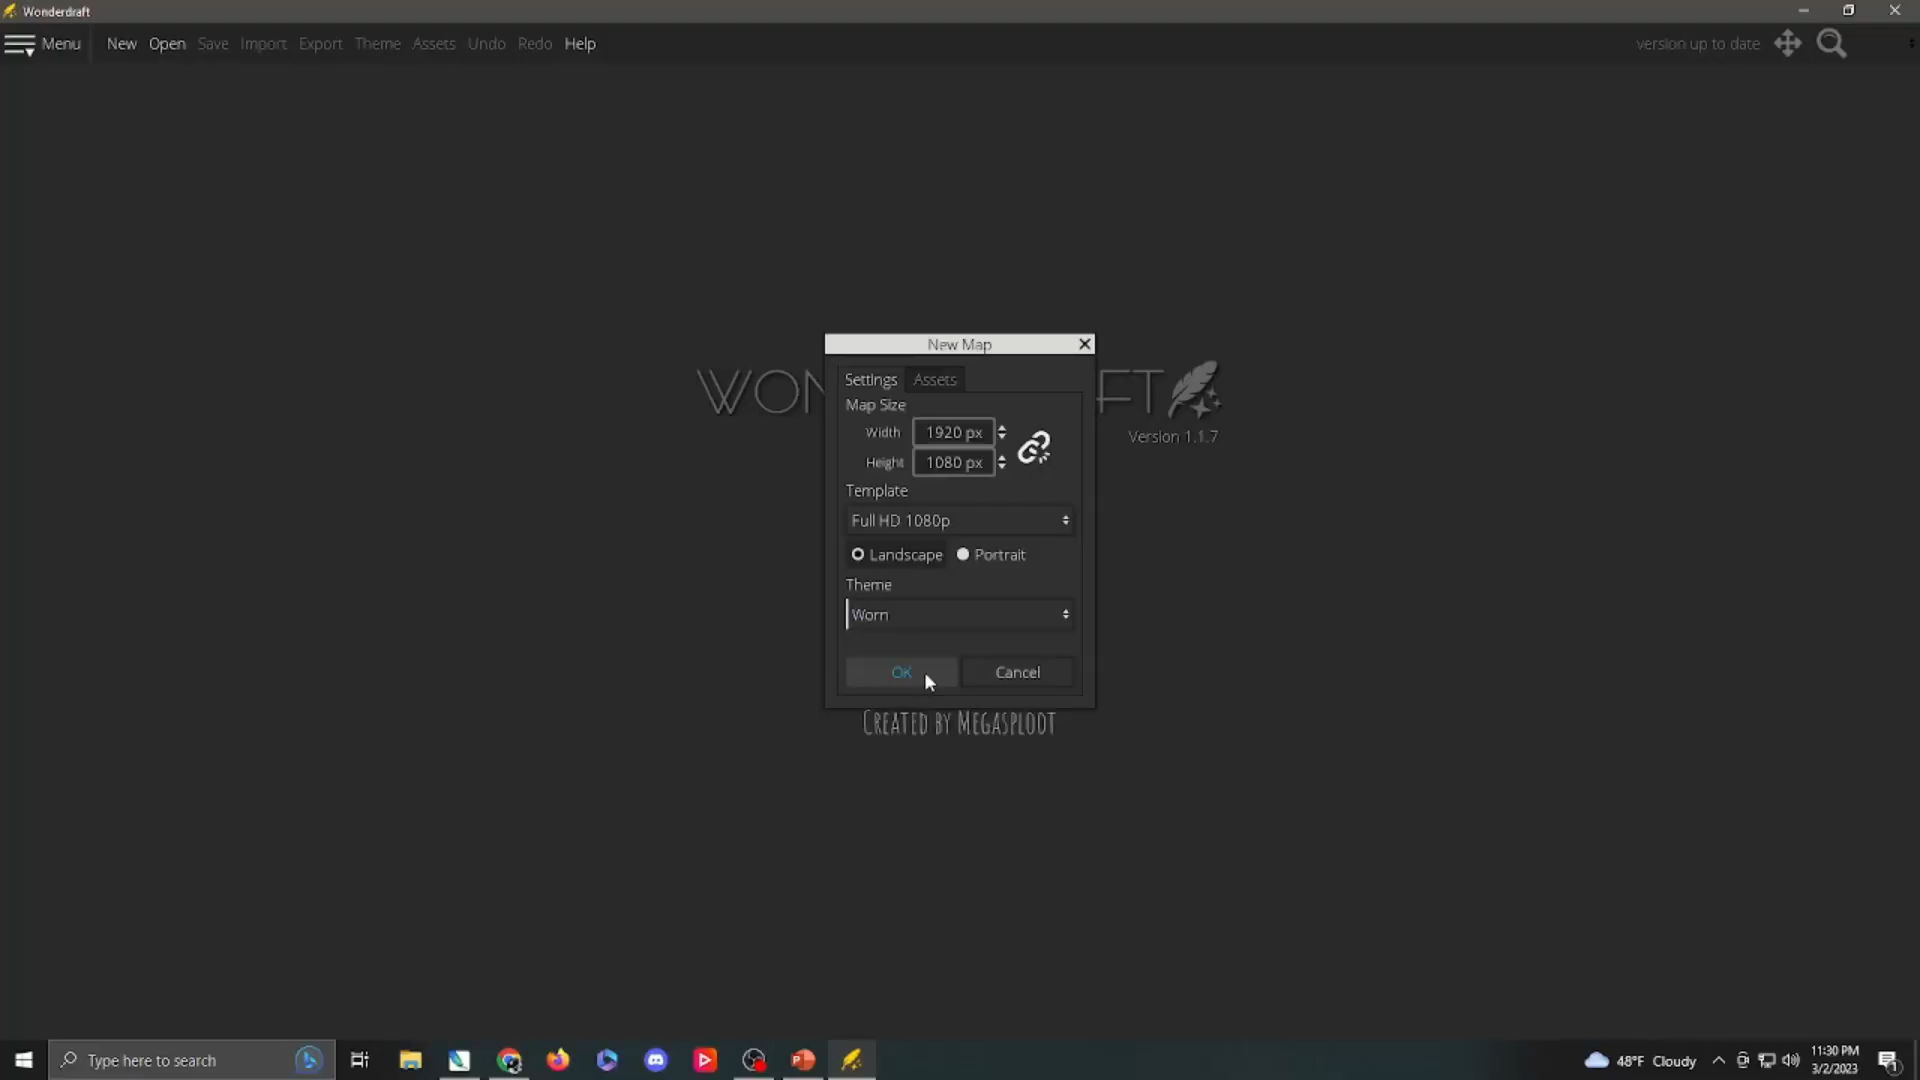 Wonderdraft
Menu New Open Save Import Export Theme Assets Undo Redo Help version up to date
New Map
Settings Assets
Map Size
Width 1920 px
Height 1080 px
Template
Full HD 1080p
Landscape Portrait
Theme
Worn
OK Cancel
WON FT
Version 1.1.7
CREATED BY MEGASPLOOT
Type here to search 48°F Cloudy 11:30 PM
3/2/2023
1